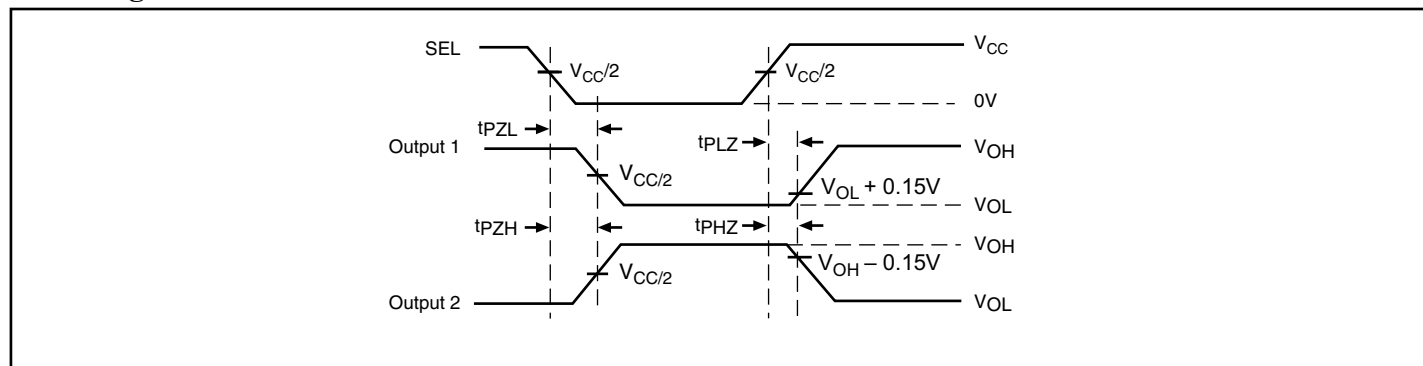 SEL
VCC/2
VCC/2
VCC
0V
tPZL
tPLZ
Output 1
VOH
VCC/2
VOL + 0.15V
VOL
tPZH
tPHZ
VOH
VCC/2
VOH – 0.15V
Output 2
VOL